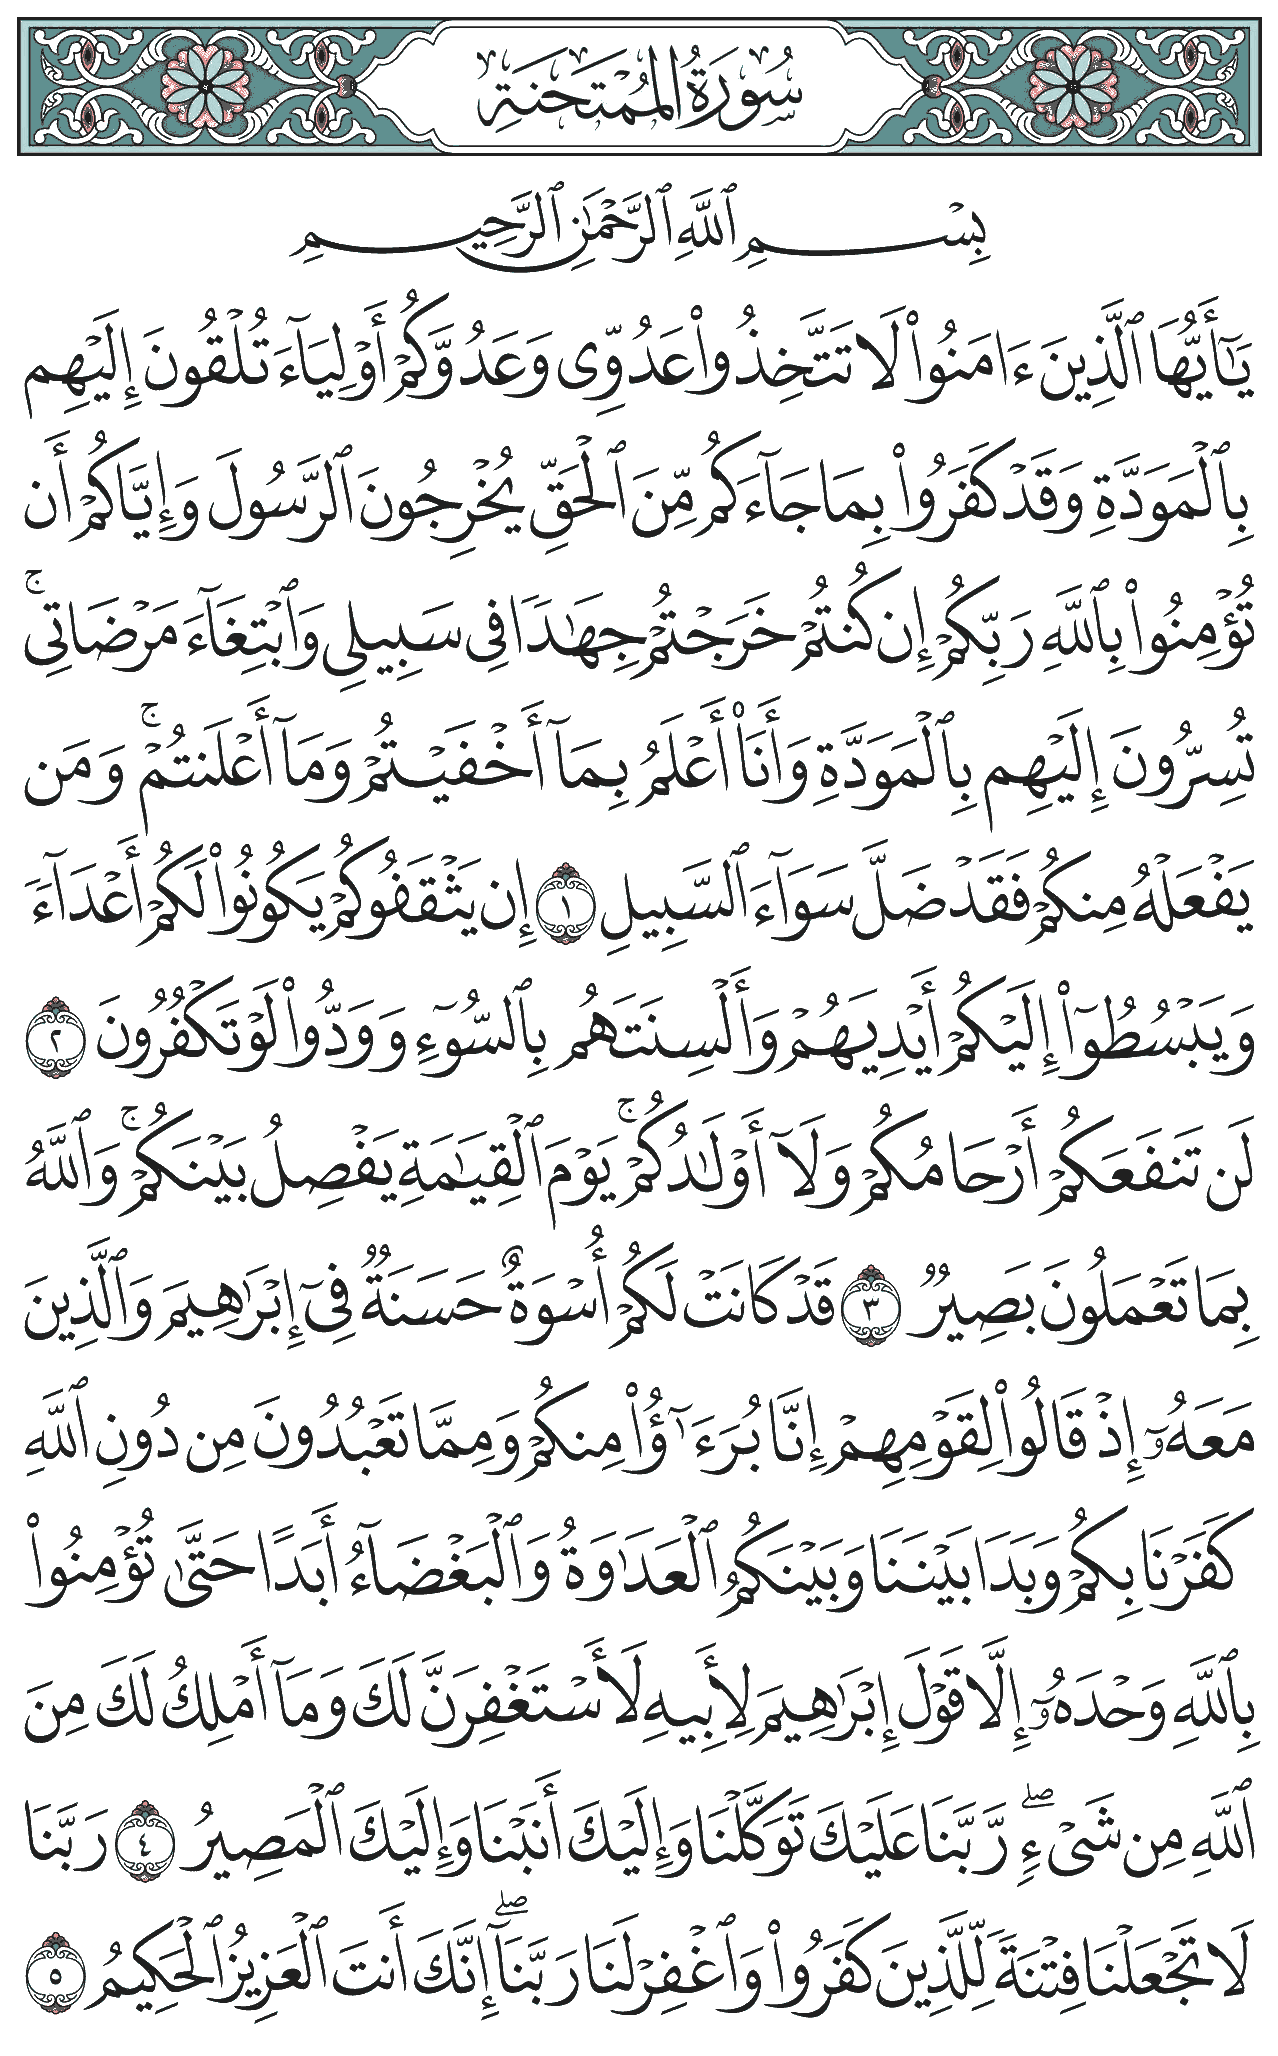 سُورَةُ المُمْتَحنَةِ
بِسۡمِ ٱللَّهِ ٱلرَّحۡمَٰنِ ٱلرَّحِيمِ
يَٰٓأَيُّهَا ٱلَّذِينَ ءَامَنُواْ لَا تَتَّخِذُواْ عَدُوِّي وَعَدُوَّكُمۡ أَوۡلِيَآءَ تُلۡقُونَ إِلَيۡهِم
بِٱلۡمَوَدَّةِ وَقَدۡ كَفَرُواْ بِمَا جَآءَكُم مِّنَ ٱلۡحَقِّ يُخۡرِجُونَ ٱلرَّسُولَ وَإِيَّاكُمۡ أَن
تُؤۡمِنُواْ بِٱللَّهِ رَبِّكُمۡ إِن كُنتُمۡ خَرَجۡتُمۡ جِهَٰدٗا فِي سَبِيلِي وَٱبۡتِغَآءَ مَرۡضَاتِيۚ
تُسِرُّونَ إِلَيۡهِم بِٱلۡمَوَدَّةِ وَأَنَا۠ أَعۡلَمُ بِمَآ أَخۡفَيۡتُمۡ وَمَآ أَعۡلَنتُمۡۚ وَمَن
يَفۡعَلۡهُ مِنكُمۡ فَقَدۡ ضَلَّ سَوَآءَ ٱلسَّبِيلِ ١ إِن يَثۡقَفُوكُمۡ يَكُونُواْ لَكُمۡ أَعۡدَآءٗ
وَيَبۡسُطُوٓاْ إِلَيۡكُمۡ أَيۡدِيَهُمۡ وَأَلۡسِنَتَهُم بِٱلسُّوٓءِ وَوَدُّواْ لَوۡ تَكۡفُرُونَ ٢
لَن تَنفَعَكُمۡ أَرۡحَامُكُمۡ وَلَآ أَوۡلَٰدُكُمۡۚ يَوۡمَ ٱلۡقِيَٰمَةِ يَفۡصِلُ بَيۡنَكُمۡۚ وَٱللَّهُ
بِمَا تَعۡمَلُونَ بَصِيرٞ ٣ قَدۡ كَانَتۡ لَكُمۡ أُسۡوَةٌ حَسَنَةٞ فِيٓ إِبۡرَٰهِيمَ وَٱلَّذِينَ
مَعَهُۥٓ إِذۡ قَالُواْ لِقَوۡمِهِمۡ إِنَّا بُرَءَٰٓؤُاْ مِنكُمۡ وَمِمَّا تَعۡبُدُونَ مِن دُونِ ٱللَّهِ
كَفَرۡنَا بِكُمۡ وَبَدَا بَيۡنَنَا وَبَيۡنَكُمُ ٱلۡعَدَٰوَةُ وَٱلۡبَغۡضَآءُ أَبَدًا حَتَّىٰ تُؤۡمِنُواْ
بِٱللَّهِ وَحۡدَهُۥٓ إِلَّا قَوۡلَ إِبۡرَٰهِيمَ لِأَبِيهِ لَأَسۡتَغۡفِرَنَّ لَكَ وَمَآ أَمۡلِكُ لَكَ مِنَ
ٱللَّهِ مِن شَيۡءٖۖ رَّبَّنَا عَلَيۡكَ تَوَكَّلۡنَا وَإِلَيۡكَ أَنَبۡنَا وَإِلَيۡكَ ٱلۡمَصِيرُ ٤ رَبَّنَا
لَا تَجۡعَلۡنَا فِتۡنَةٗ لِّلَّذِينَ كَفَرُواْ وَٱغۡفِرۡ لَنَا رَبَّنَآۖ إِنَّكَ أَنتَ ٱلۡعَزِيزُ ٱلۡحَكِيمُ ٥